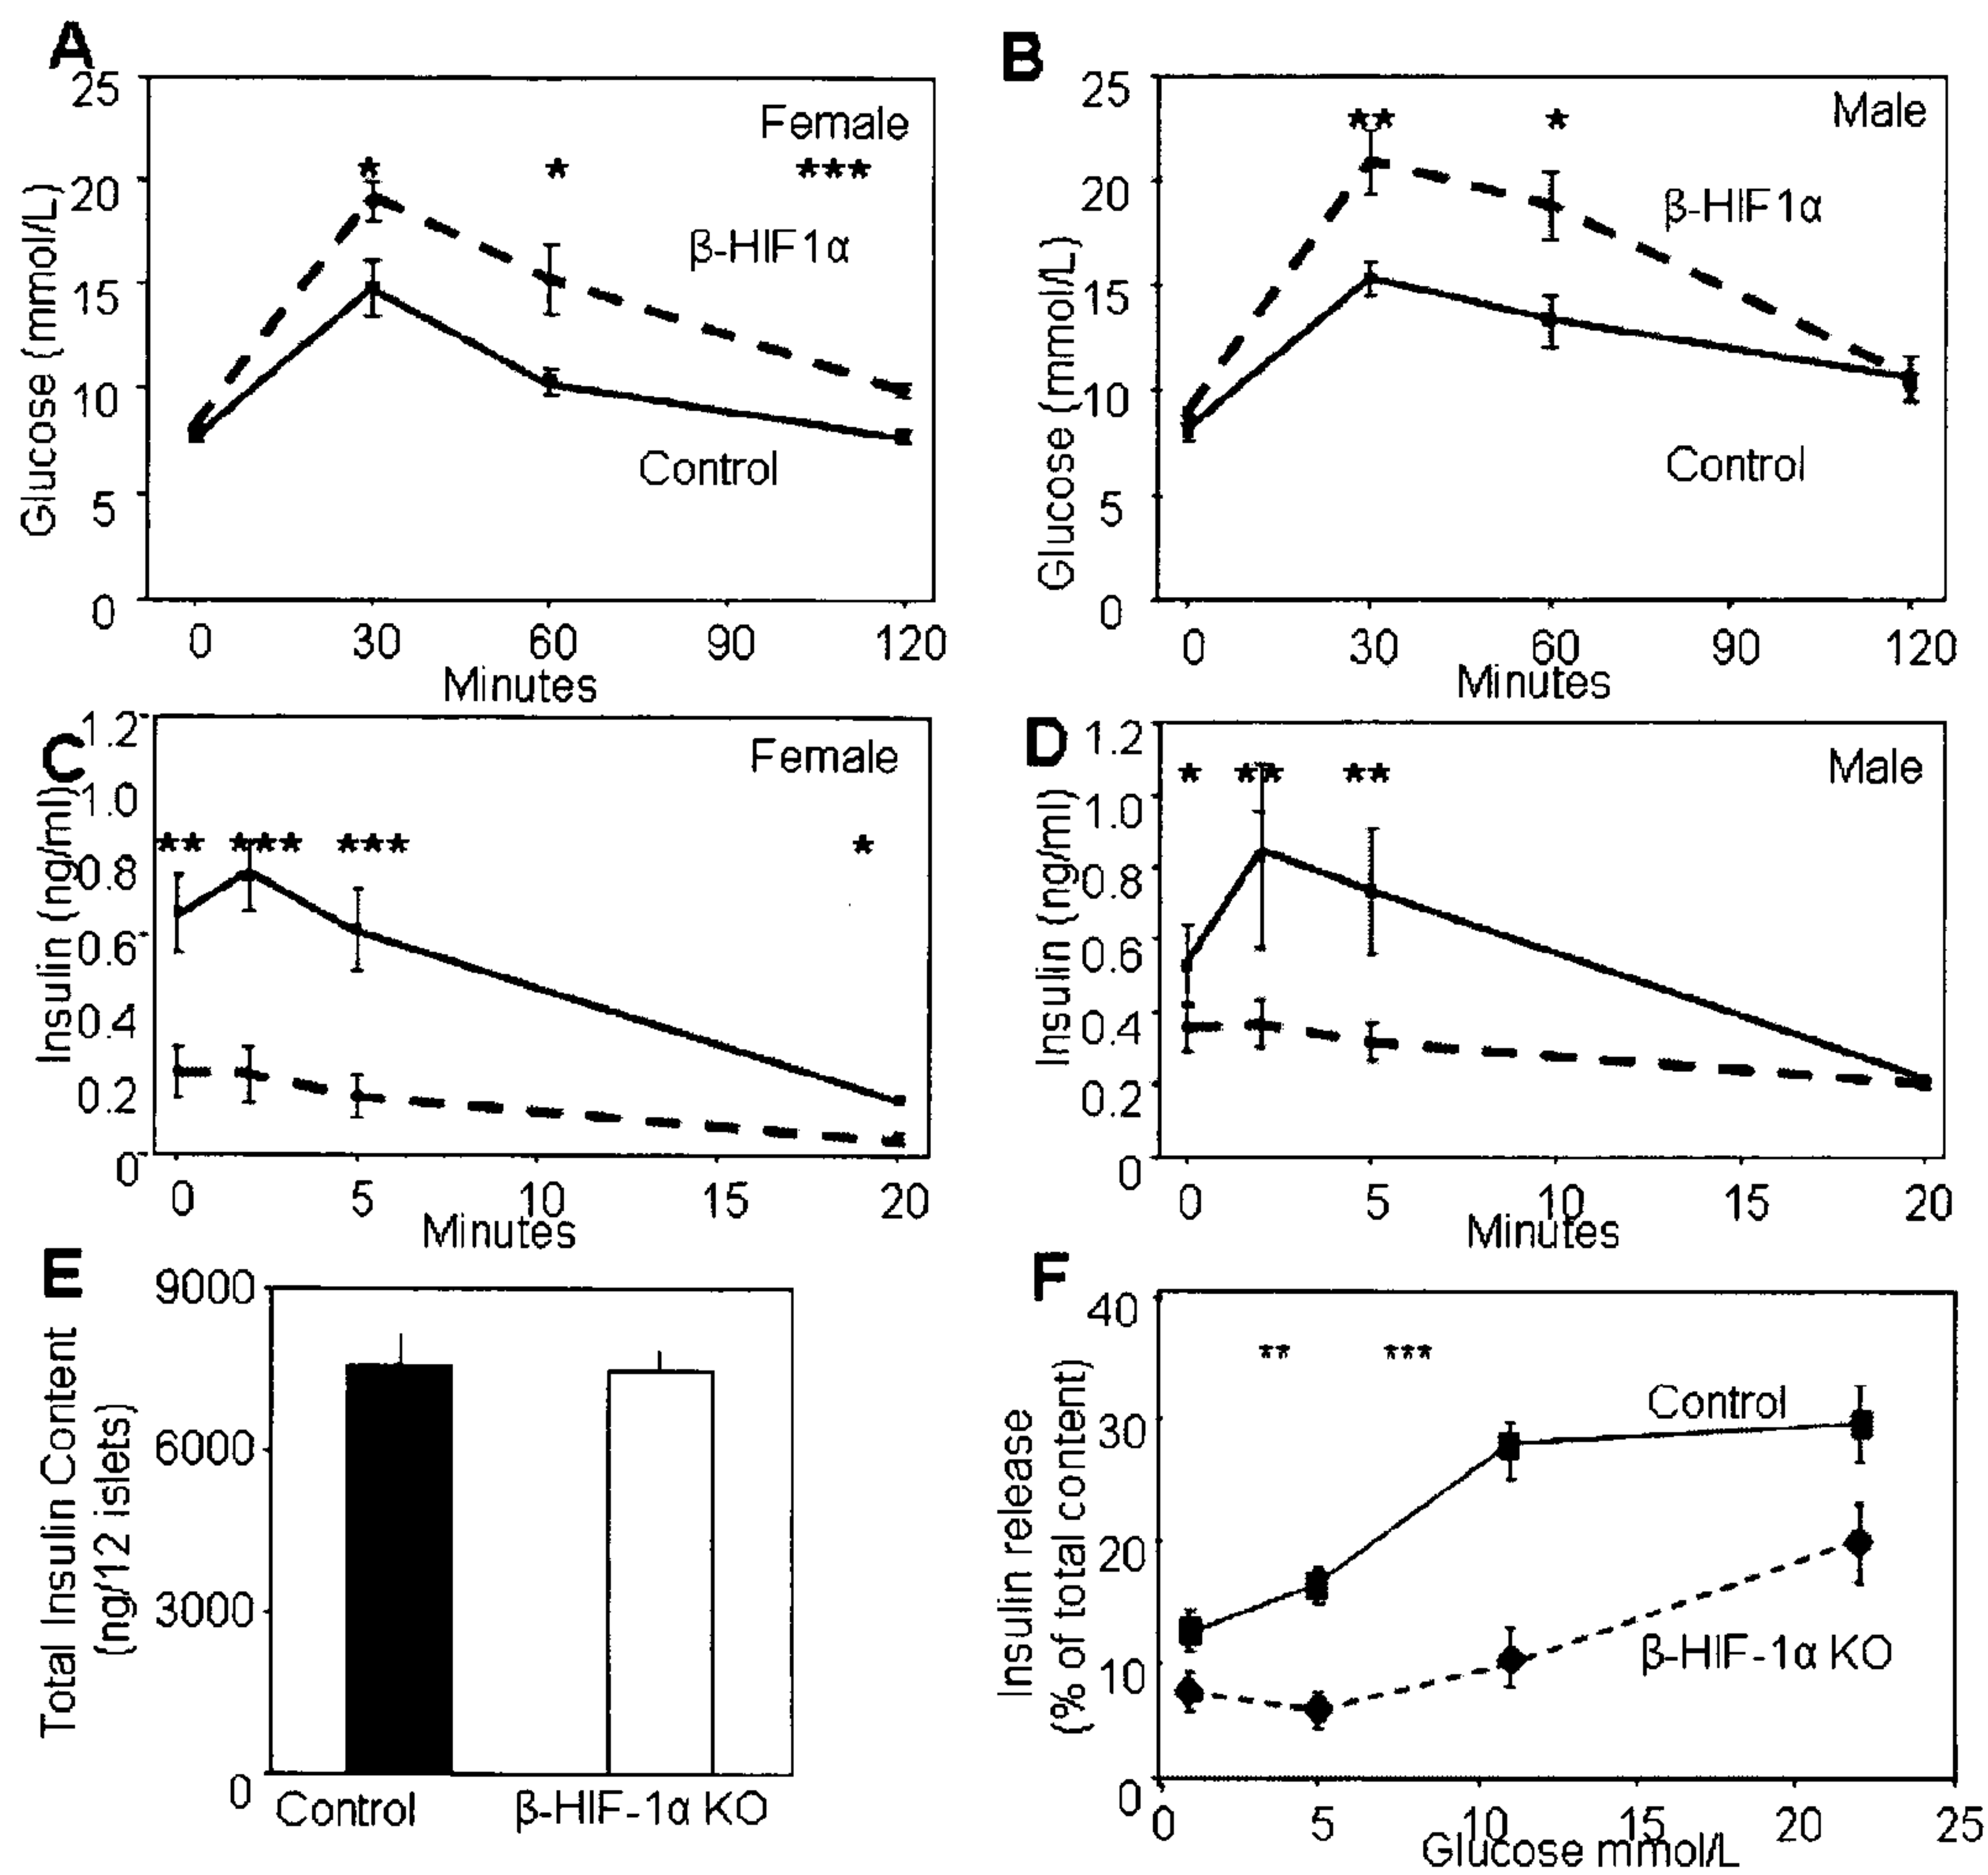 A
25
20
15
10
5
0
Glucose (mmol/L)
Female
* * ***
β-HIF1α
Control
0 30 60 90 120
Minutes
B
25
20
15
10
5
0
Glucose (mmol/L)
Male
** *
β-HIF1α
Control
0 30 60 90 120
Minutes
C
1.2
1.0
0.8
0.6
0.4
0.2
0
Insulin (ng/ml)
Female
** *** *** *
0 5 10 15 20
Minutes
D
1.2
1.0
0.8
0.6
0.4
0.2
0
Insulin (ng/ml)
Male
* ** **
0 5 10 15 20
Minutes
E
9000
6000
3000
0
Total Insulin Content
(ng/12 islets)
Control β-HIF-1α KO
F
40
30
20
10
0
Insulin release
(% of total content)
** ***
Control
β-HIF-1α KO
0 5 10 15 20 25
Glucose mmol/L